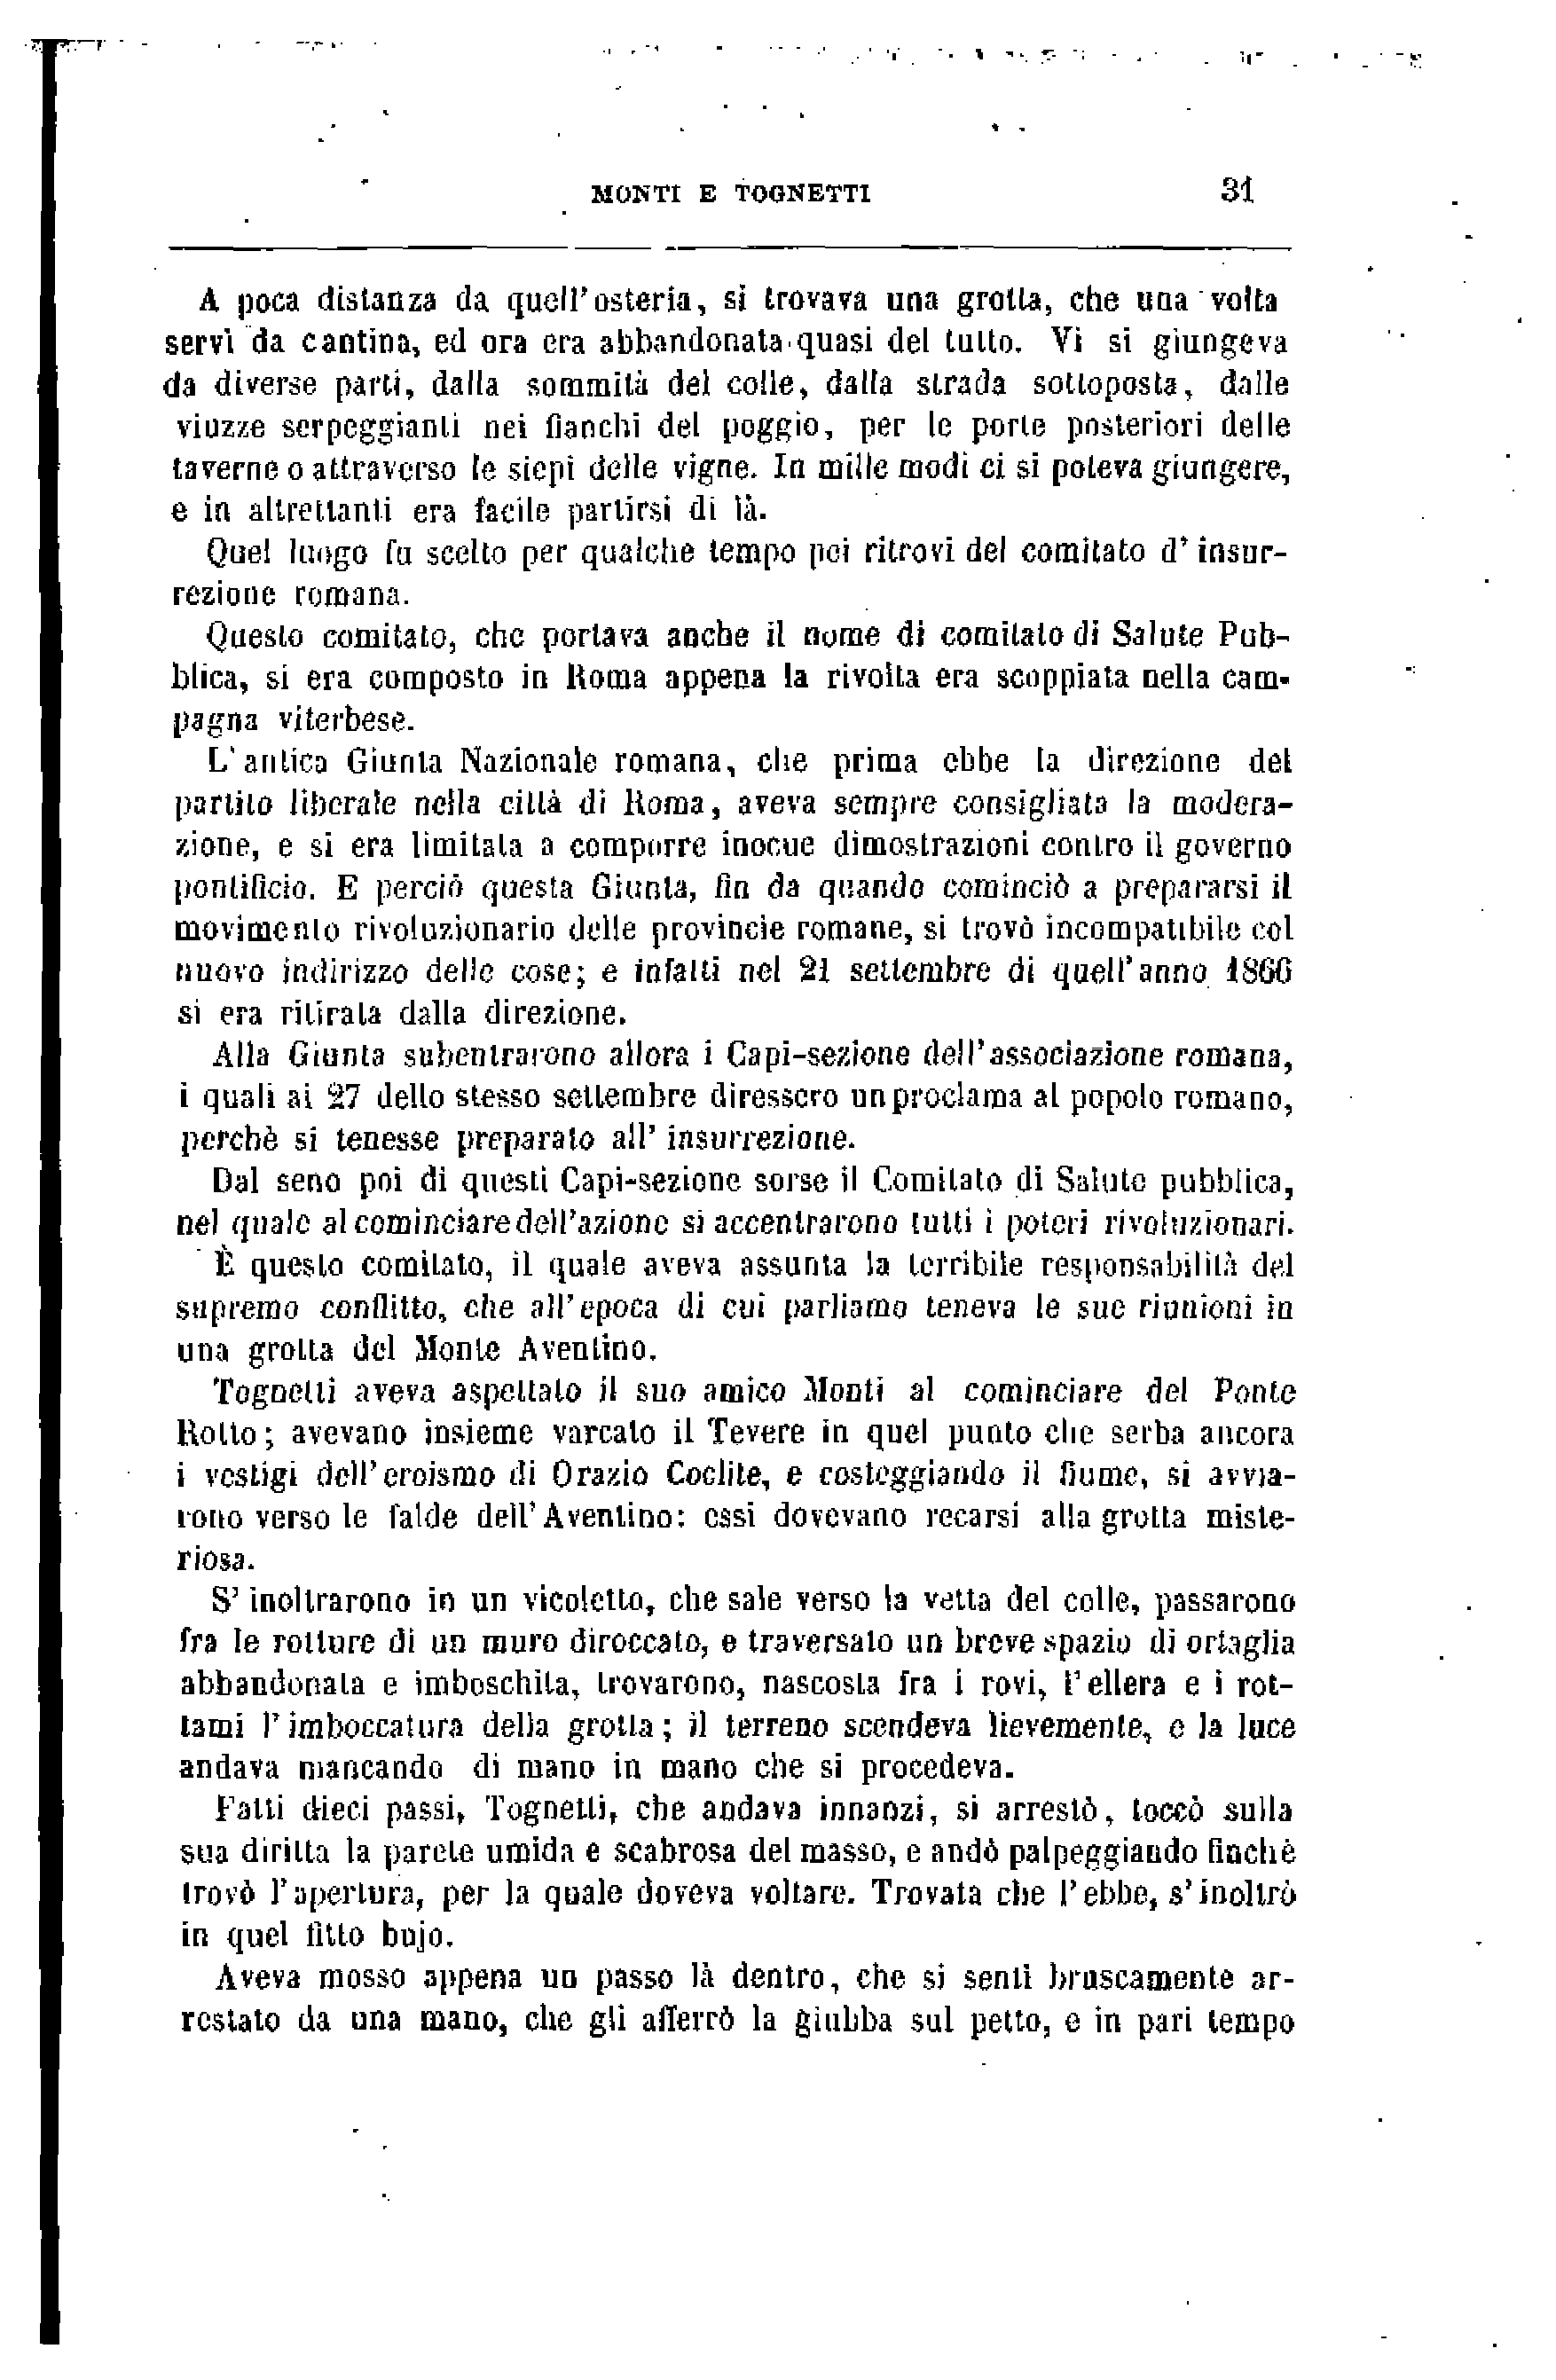 MONTI E TOGNETTI 31
A poca distanza da quell'osteria, si trovava una grotta, che una volta
servì da cantina, ed ora era abbandonata quasi del tutto. Vi si giungeva
da diverse parti, dalla sommità del colle, dalla strada sottoposta, dalle
viuzze serpeggianti nei fianchi del poggio, per le porte posteriori delle
taverne o attraverso le siepi delle vigne. In mille modi ci si poteva giungere,
e in altrettanti era facile partirsi di là.
Quel luogo fu scelto per qualche tempo pei ritrovi del comitato d' insur-
rezione romana.
Questo comitato, che portava anche il nome di comitato di Salute Pub-
blica, si era composto in Roma appena la rivolta era scoppiata nella cam-
pagna viterbese.
L' antica Giunta Nazionale romana, che prima ebbe la direzione del
partito liberale nella città di Roma, aveva sempre consigliata la modera-
zione, e si era limitata a comporre inocue dimostrazioni contro il governo
pontificio. E perciò questa Giunta, fin da quando cominciò a prepararsi il
movimento rivoluzionario delle provincie romane, si trovò incompatibile col
nuovo indirizzo delle cose; e infatti nel 21 settembre di quell'anno 1866
si era ritirata dalla direzione.
Alla Giunta subentrarono allora i Capi-sezione dell'associazione romana,
i quali ai 27 dello stesso settembre diressero un proclama al popolo romano,
perchè si tenesse preparato all' insurrezione.
Dal seno poi di questi Capi-sezione sorse il Comitato di Salute pubblica,
nel quale al cominciare dell'azione si accentrarono tutti i poteri rivoluzionari.
È questo comitato, il quale aveva assunta la terribile responsabilità del
supremo conflitto, che all'epoca di cui parliamo teneva le sue riunioni in
una grotta del Monte Aventino.
Tognetti aveva aspettato il suo amico Monti al cominciare del Ponte
Rotto; avevano insieme varcato il Tevere in quel punto che serba ancora
i vestigi dell'eroismo di Orazio Coclite, e costeggiando il fiume, si avvia-
rono verso le falde dell'Aventino: essi dovevano recarsi alla grotta miste-
riosa.
S' inoltrarono in un vicoletto, che sale verso la vetta del colle, passarono
fra le rotture di un muro diroccato, e traversato un breve spazio di ortaglia
abbandonata e imboschita, trovarono, nascosta fra i rovi, l'ellera e i rot-
tami l'imboccatura della grotta; il terreno scendeva lievemente, e la luce
andava mancando di mano in mano che si procedeva.
Fatti dieci passi, Tognetti, che andava innanzi, si arrestò, toccò sulla
sua diritta la parete umida e scabrosa del masso, e andò palpeggiando finchè
trovò l'apertura, per la quale doveva voltare. Trovata che l'ebbe, s'inoltrò
in quel fitto bujo.
Aveva mosso appena un passo là dentro, che si sentì bruscamente ar-
restato da una mano, che gli afferrò la giubba sul petto, e in pari tempo